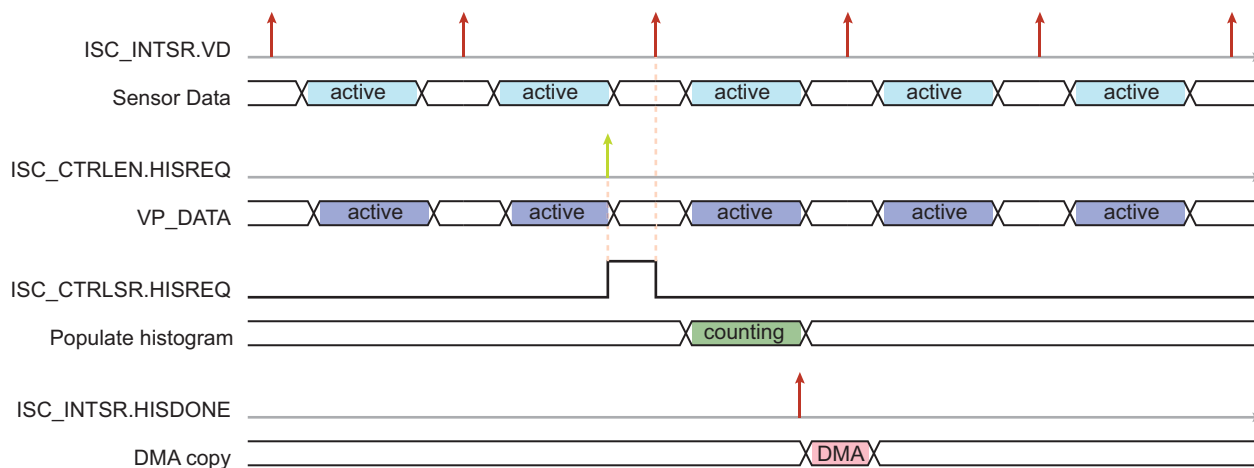 ISC_INTSR.VD
Sensor Data active active active active active
ISC_CTRLEN.HISREQ
VP_DATA active active active active active
ISC_CTRLSR.HISREQ
Populate histogram counting
ISC_INTSR.HISDONE
DMA copy DMA